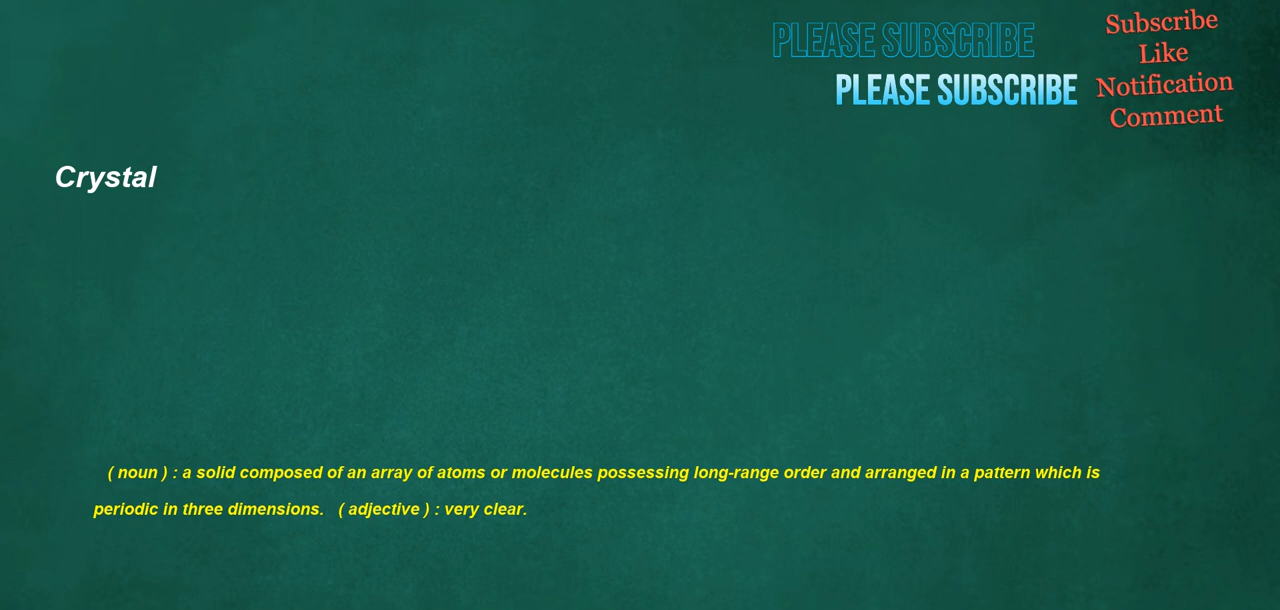 PLEASE SUBSCRIBE
PLEASE SUBSCRIBE
Subscribe
Like
Notification
Comment
Crystal
( noun ) : a solid composed of an array of atoms or molecules possessing long-range order and arranged in a pattern which is
periodic in three dimensions. ( adjective ) : very clear.